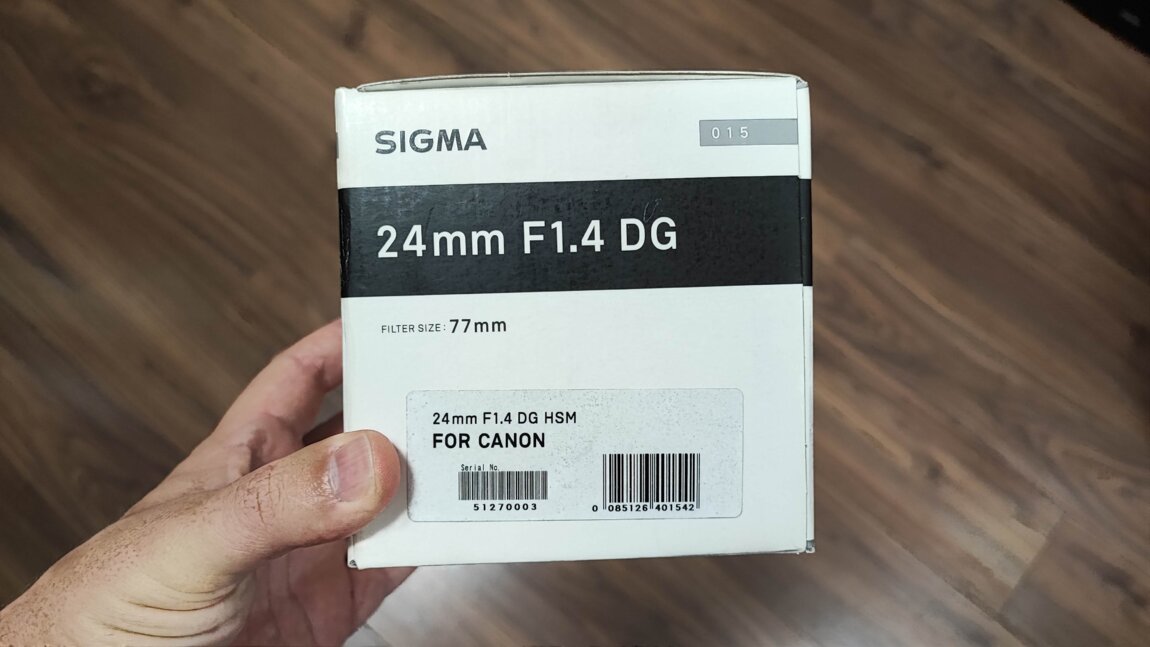 SIGMA
015
24mm F1.4 DG
FILTER SIZE: 77mm
24mm F1.4 DG HSM
FOR CANON
Serial No.
51270003
0 085126 401542